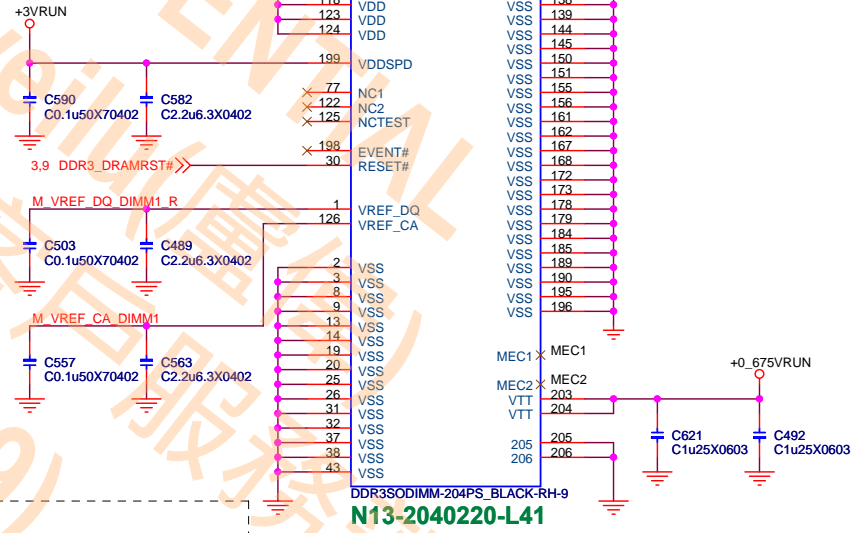 118 VDD
123 VDD
124 VDD
+3VRUN
199 VDDSPD
77 NC1
122 NC2
125 NCTEST
198 EVENT#
30 RESET#
C590
C0.1u50X70402
C582
C2.2u6.3X0402
3,9 DDR3_DRAMRST#
M_VREF_DQ_DIMM1_R
1 VREF_DQ
126 VREF_CA
C503
C0.1u50X70402
C489
C2.2u6.3X0402
M_VREF_CA_DIMM1
C557
C0.1u50X70402
C563
C2.2u6.3X0402
2 VSS
3 VSS
8 VSS
9 VSS
13 VSS
14 VSS
19 VSS
20 VSS
25 VSS
26 VSS
31 VSS
32 VSS
37 VSS
38 VSS
43 VSS
VSS 138
VSS 139
VSS 144
VSS 145
VSS 150
VSS 151
VSS 155
VSS 156
VSS 161
VSS 162
VSS 167
VSS 168
VSS 172
VSS 173
VSS 178
VSS 179
VSS 184
VSS 185
VSS 189
VSS 190
VSS 195
VSS 196
MEC1 MEC1
MEC2 MEC2
VTT 203
VTT 204
205 205
206 206
+0_675VRUN
C621
C1u25X0603
C492
C1u25X0603
DDR3SODIMM-204PS_BLACK-RH-9
N13-2040220-L41
ENTIAL
客戶服務